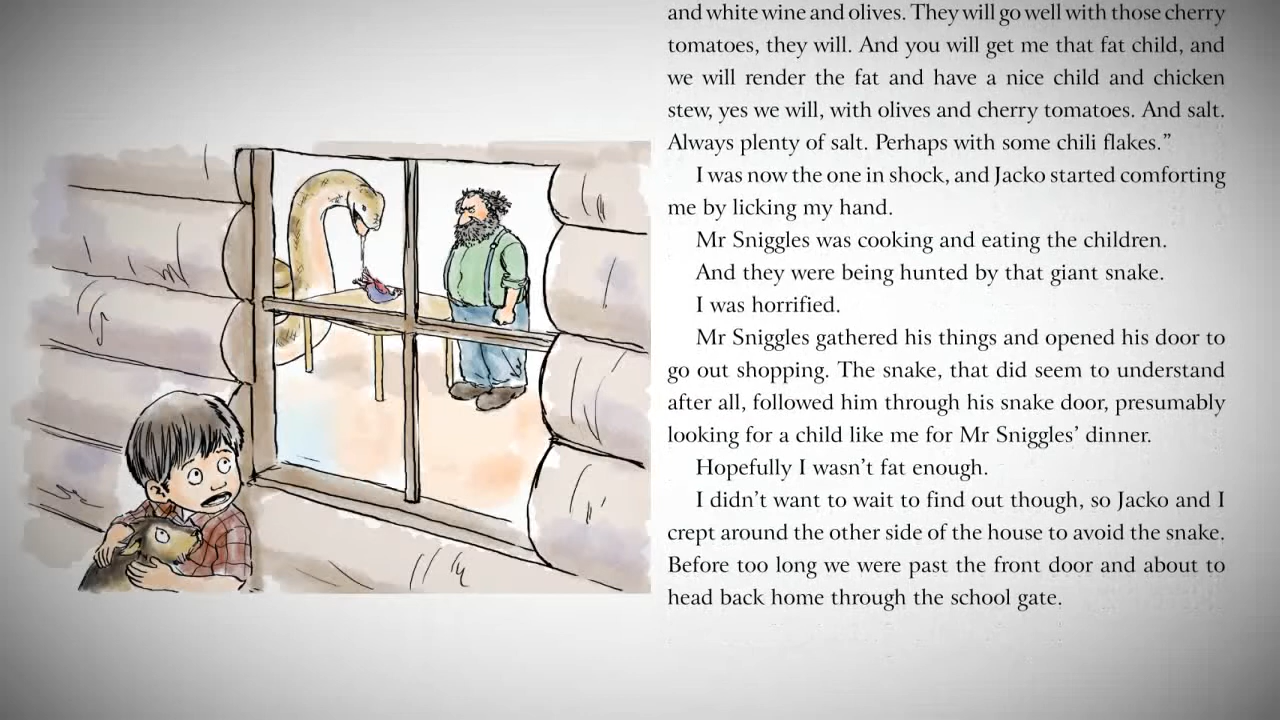 and white wine and olives. They will go well with those cherry
tomatoes, they will. And you will get me that fat child, and
we will render the fat and have a nice child and chicken
stew, yes we will, with olives and cherry tomatoes. And salt.
Always plenty of salt. Perhaps with some chili flakes.”
I was now the one in shock, and Jacko started comforting
me by licking my hand.
Mr Sniggles was cooking and eating the children.
And they were being hunted by that giant snake.
I was horrified.
Mr Sniggles gathered his things and opened his door to
go out shopping. The snake, that did seem to understand
after all, followed him through his snake door, presumably
looking for a child like me for Mr Sniggles’ dinner.
Hopefully I wasn’t fat enough.
I didn’t want to wait to find out though, so Jacko and I
crept around the other side of the house to avoid the snake.
Before too long we were past the front door and about to
head back home through the school gate.